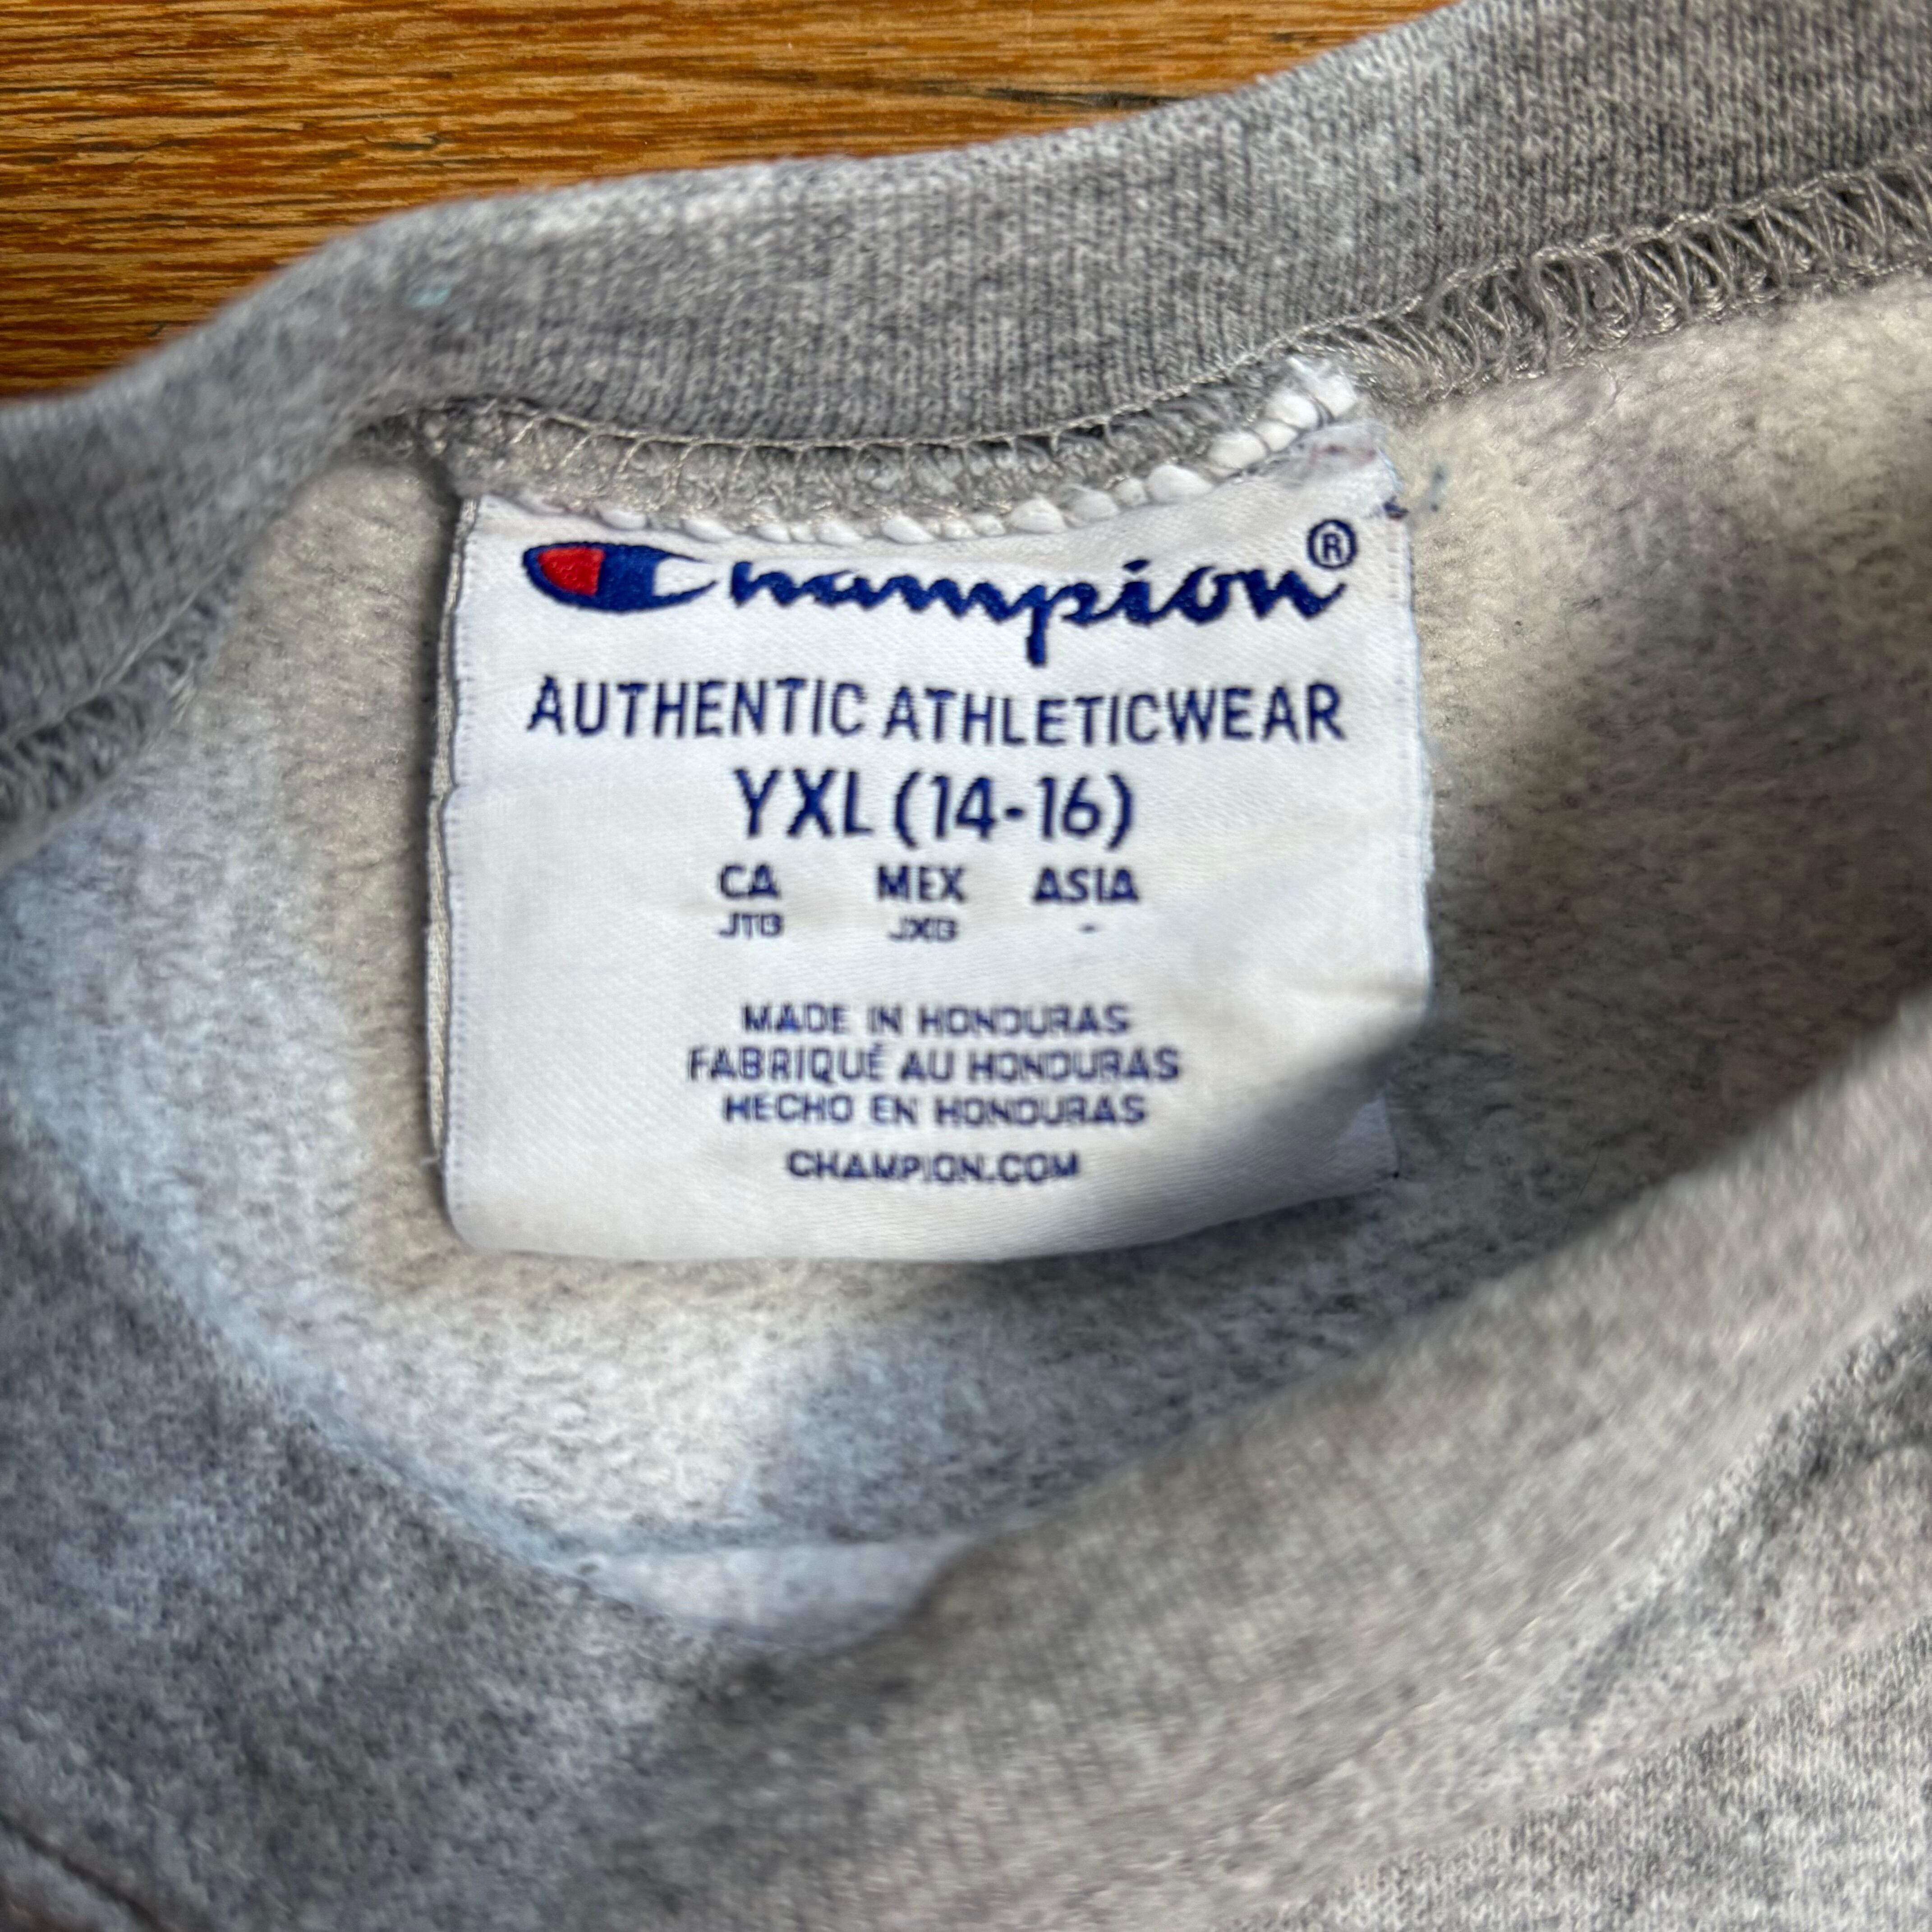 Champion®
AUTHENTIC ATHLETICWEAR
YXL (14-16)
CA MEX ASIA
JTG JXG -
MADE IN HONDURAS
FABRIQUÉ AU HONDURAS
HECHO EN HONDURAS
CHAMPION.COM